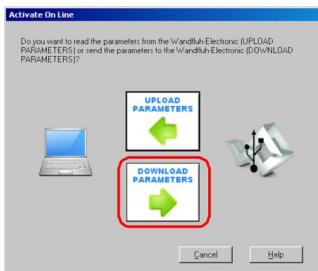 Activate On Line
Do you want to read the parameters from the Wandfluh-Electronic (UPLOAD
PARAMETERS) or send the parameters to the Wandfluh-Electronic (DOWNLOAD
PARAMETERS)?
UPLOAD
PARAMETERS
DOWNLOAD
PARAMETERS
Cancel
Help